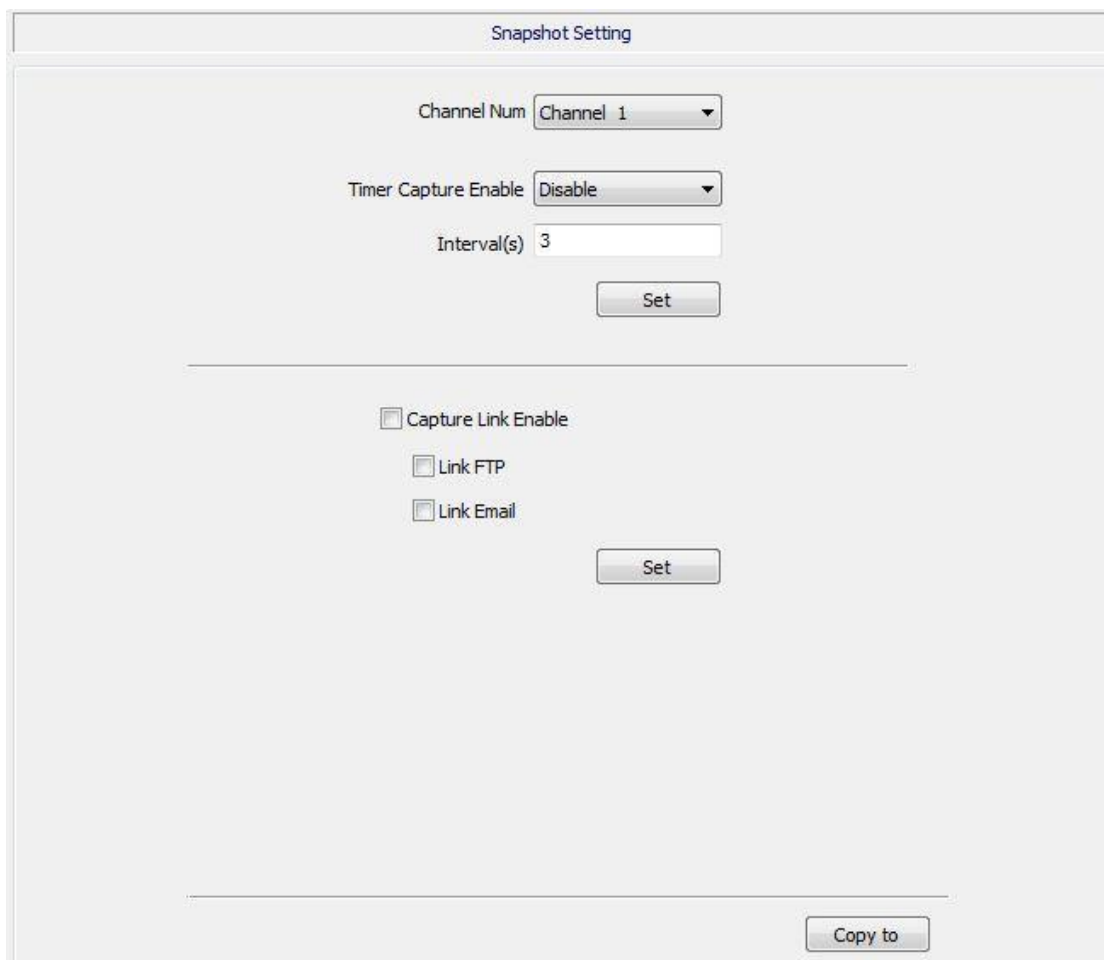 Snapshot Setting
Channel Num Channel 1
Timer Capture Enable Disable
Interval(s) 3
Set
Capture Link Enable
Link FTP
Link Email
Set
Copy to